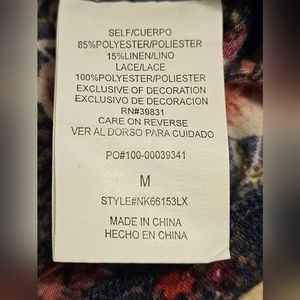 SELF/CUERPO
85%POLYESTER/POLIESTER
15%LINEN/LINO
LACE/LACE
100%POLYESTER/POLIESTER
EXCLUSIVE OF DECORATION
EXCLUSIVO DE DECORACION
RN#39831
CARE ON REVERSE
VER AL DORSO PARA CUIDADO
PO#100-00039341
M
STYLE#NK66153LX
MADE IN CHINA
HECHO EN CHINA